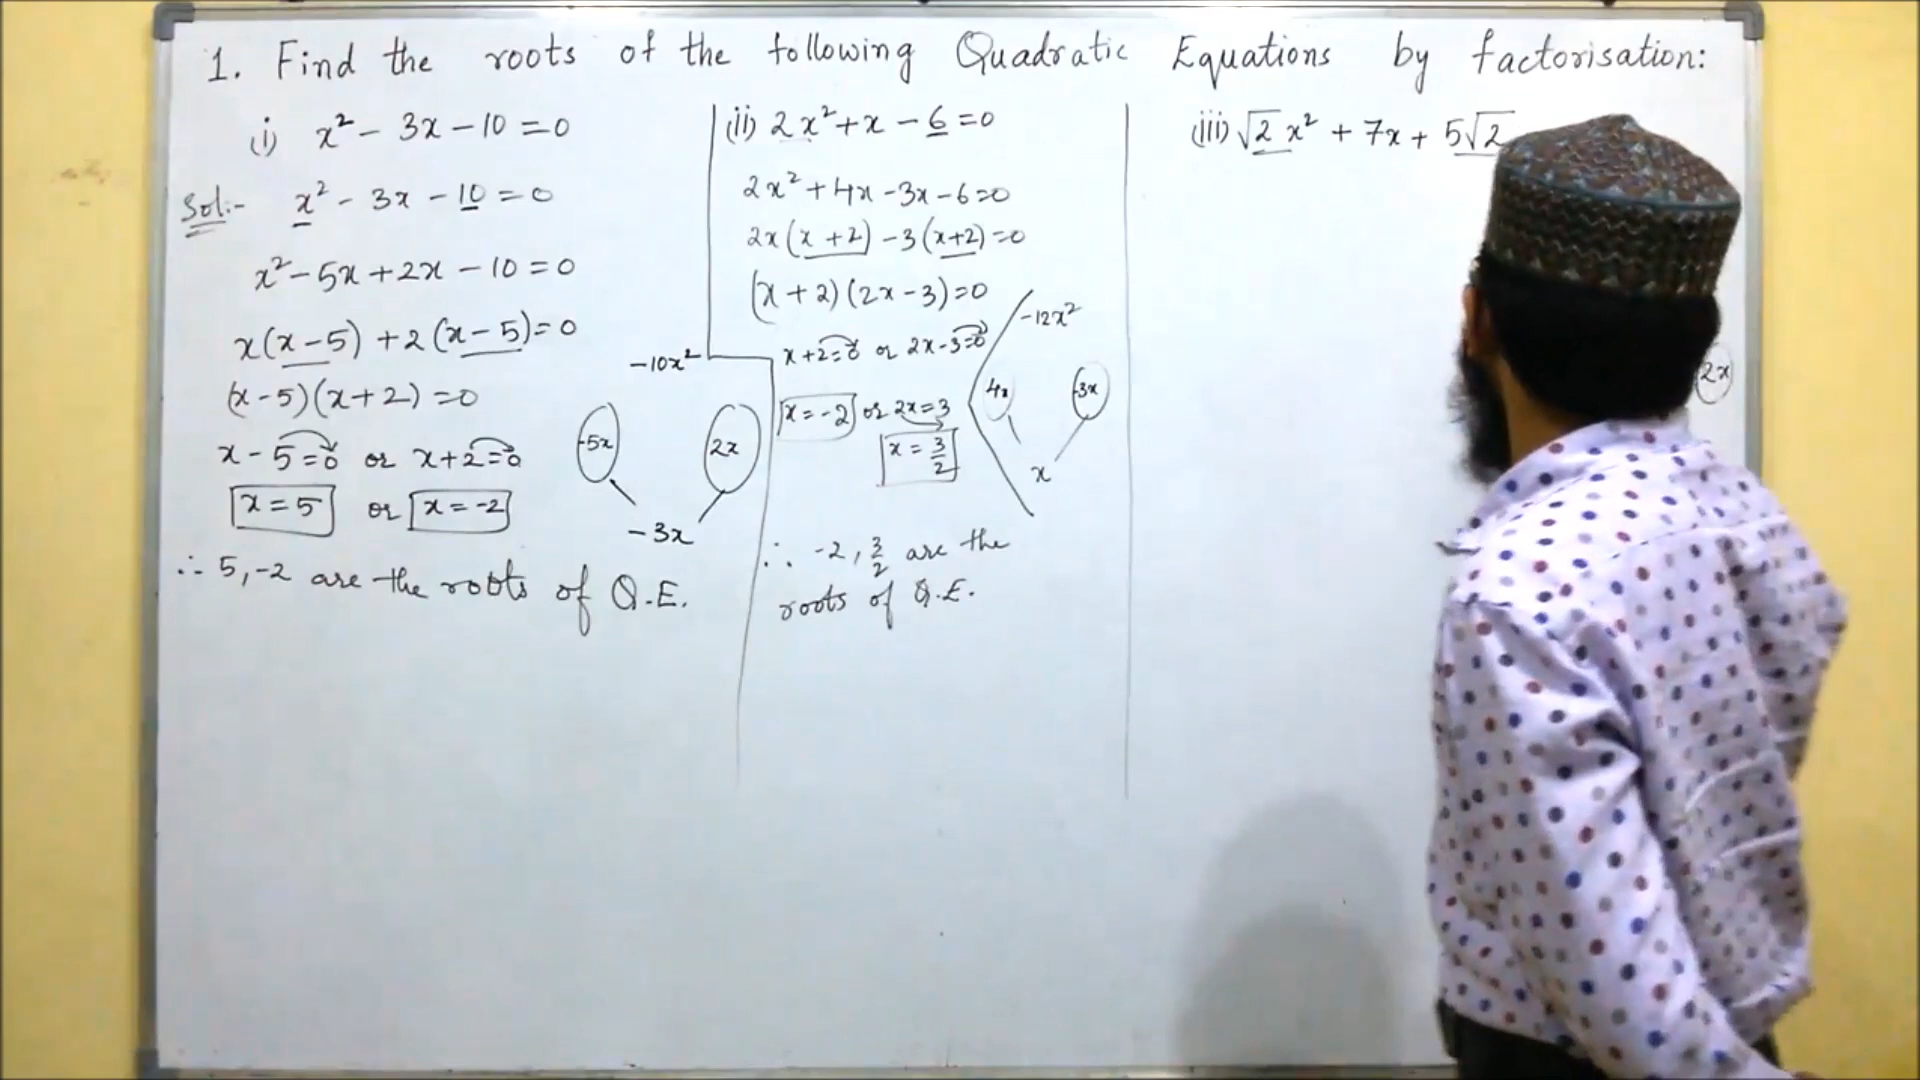 1. Find the roots of the following Quadratic Equations by factorisation:
(i) x² - 3x - 10 = 0
Sol:- x² - 3x - 10 = 0
x² - 5x + 2x - 10 = 0
x(x - 5) + 2(x - 5) = 0
(x - 5)(x + 2) = 0
x - 5 = 0 or x + 2 = 0
x = 5 or x = -2
∴ 5, -2 are the roots of Q.E.
-10x²
-5x 2x
-3x
(ii) 2x² + x - 6 = 0
2x² + 4x - 3x - 6 = 0
2x(x + 2) - 3(x + 2) = 0
(x + 2)(2x - 3) = 0
x + 2 = 0 or 2x - 3 = 0
x = -2 or 2x = 3
x = 3/2
-12x²
4x -3x
x
∴ -2, 3/2 are the
roots of Q.E.
(iii) √2 x² + 7x + 5√2
2x